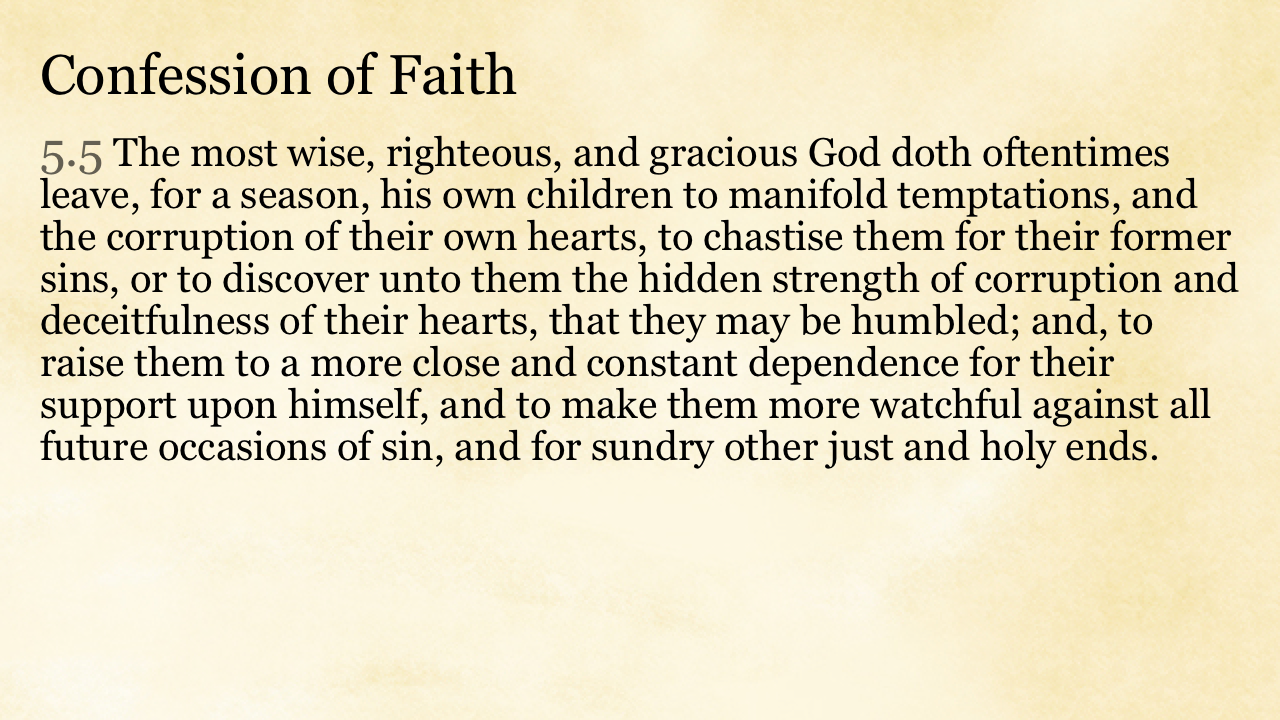 Confession of Faith
5.5 The most wise, righteous, and gracious God doth oftentimes
leave, for a season, his own children to manifold temptations, and
the corruption of their own hearts, to chastise them for their former
sins, or to discover unto them the hidden strength of corruption and
deceitfulness of their hearts, that they may be humbled; and, to
raise them to a more close and constant dependence for their
support upon himself, and to make them more watchful against all
future occasions of sin, and for sundry other just and holy ends.